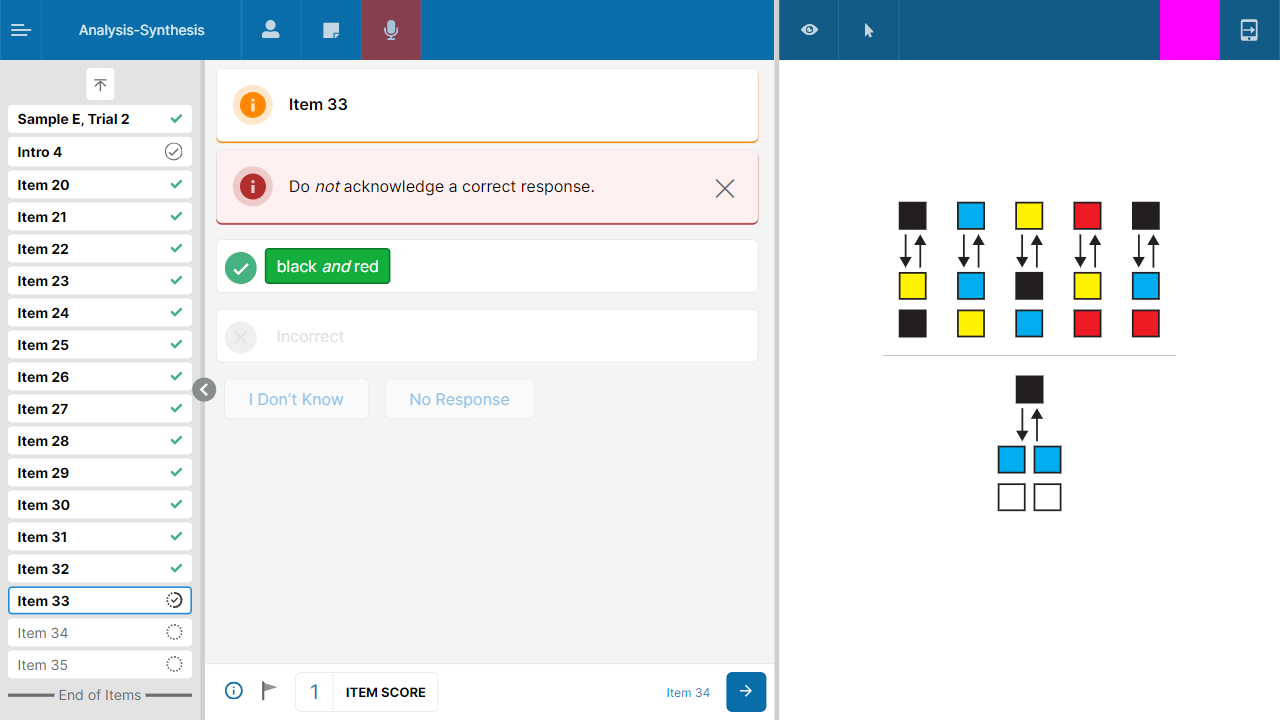 Analysis-Synthesis
Sample E, Trial 2
Intro 4
Item 20
Item 21
Item 22
Item 23
Item 24
Item 25
Item 26
Item 27
Item 28
Item 29
Item 30
Item 31
Item 32
Item 33
Item 34
Item 35
End of Items
Item 33
Do not acknowledge a correct response.
black and red
Incorrect
I Don't Know
No Response
1 ITEM SCORE
Item 34